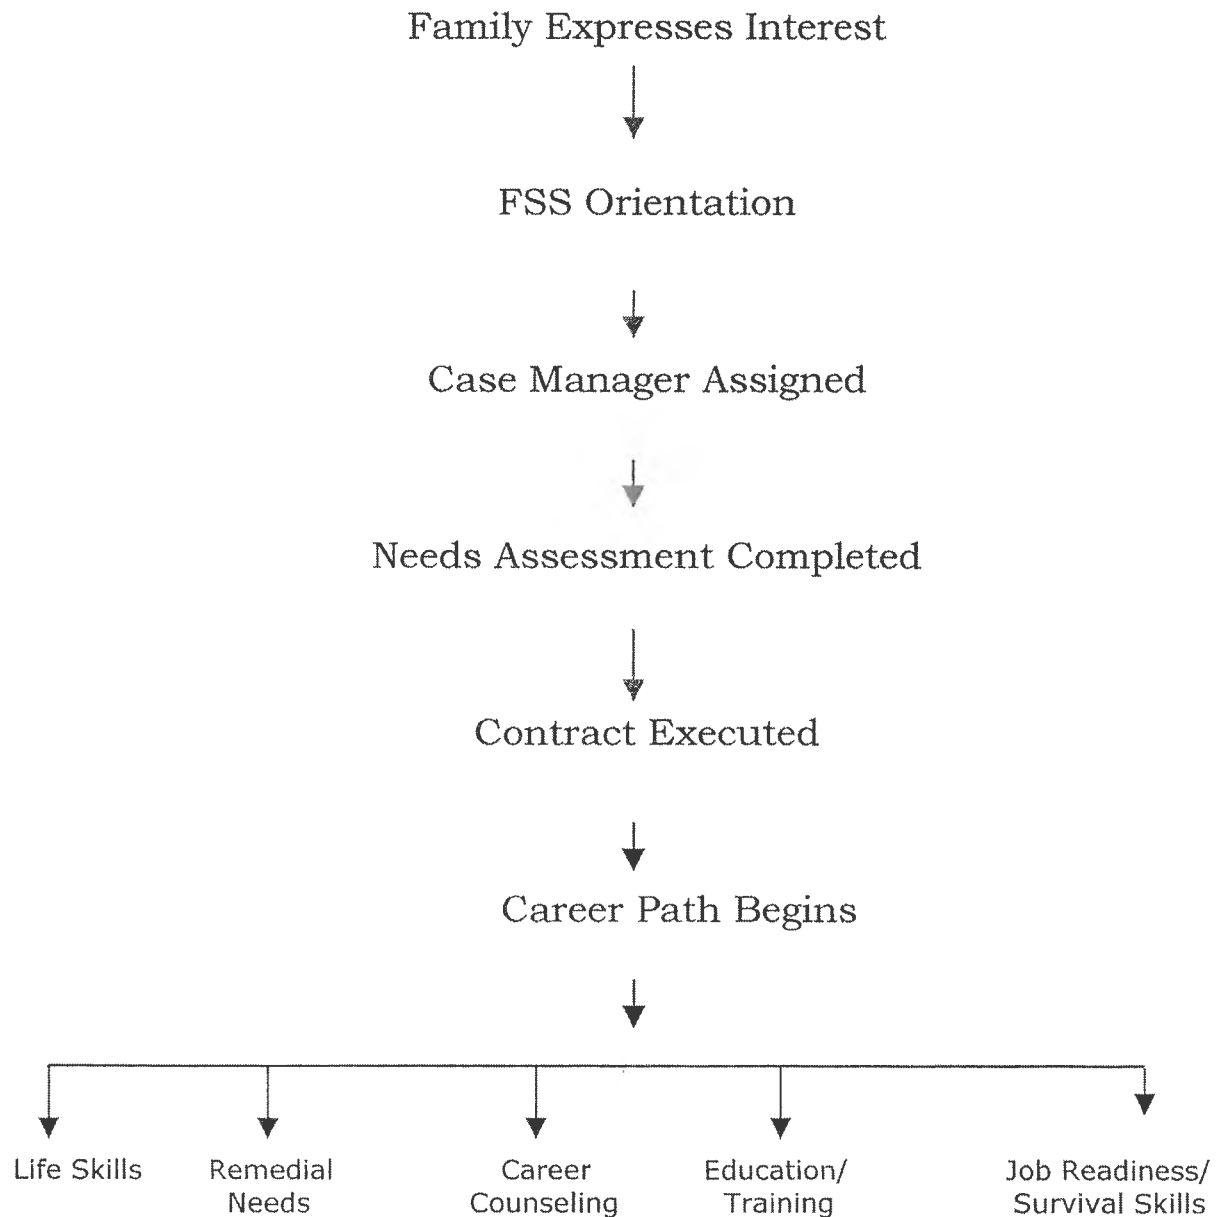 Family Expresses Interest
FSS Orientation
Case Manager Assigned
Needs Assessment Completed
Contract Executed
Career Path Begins
Life Skills
Remedial
Needs
Career
Counseling
Education/
Training
Job Readiness/
Survival Skills